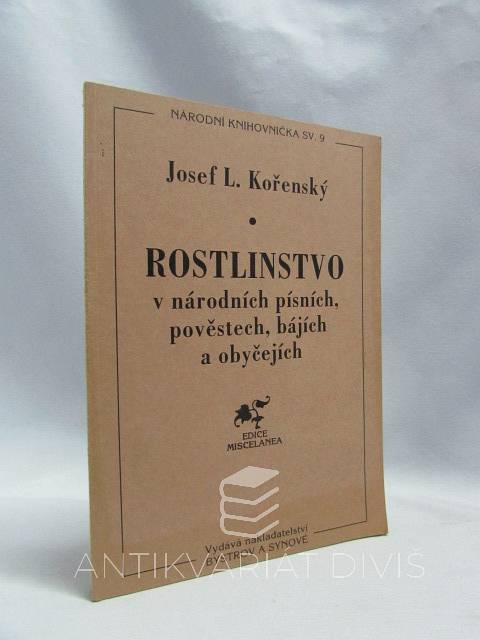 NÁRODNÍ KNIHOVNIČKA SV. 9
Josef L. Kořenský
ROSTLINSTVO
v národních písních,
pověstech, bájích
a obyčejích
EDICE
MISCELANEA
Vydává nakladatelství
BYSTROV A SYNOVÉ
ANTIKVARIÁT DIVIŠ